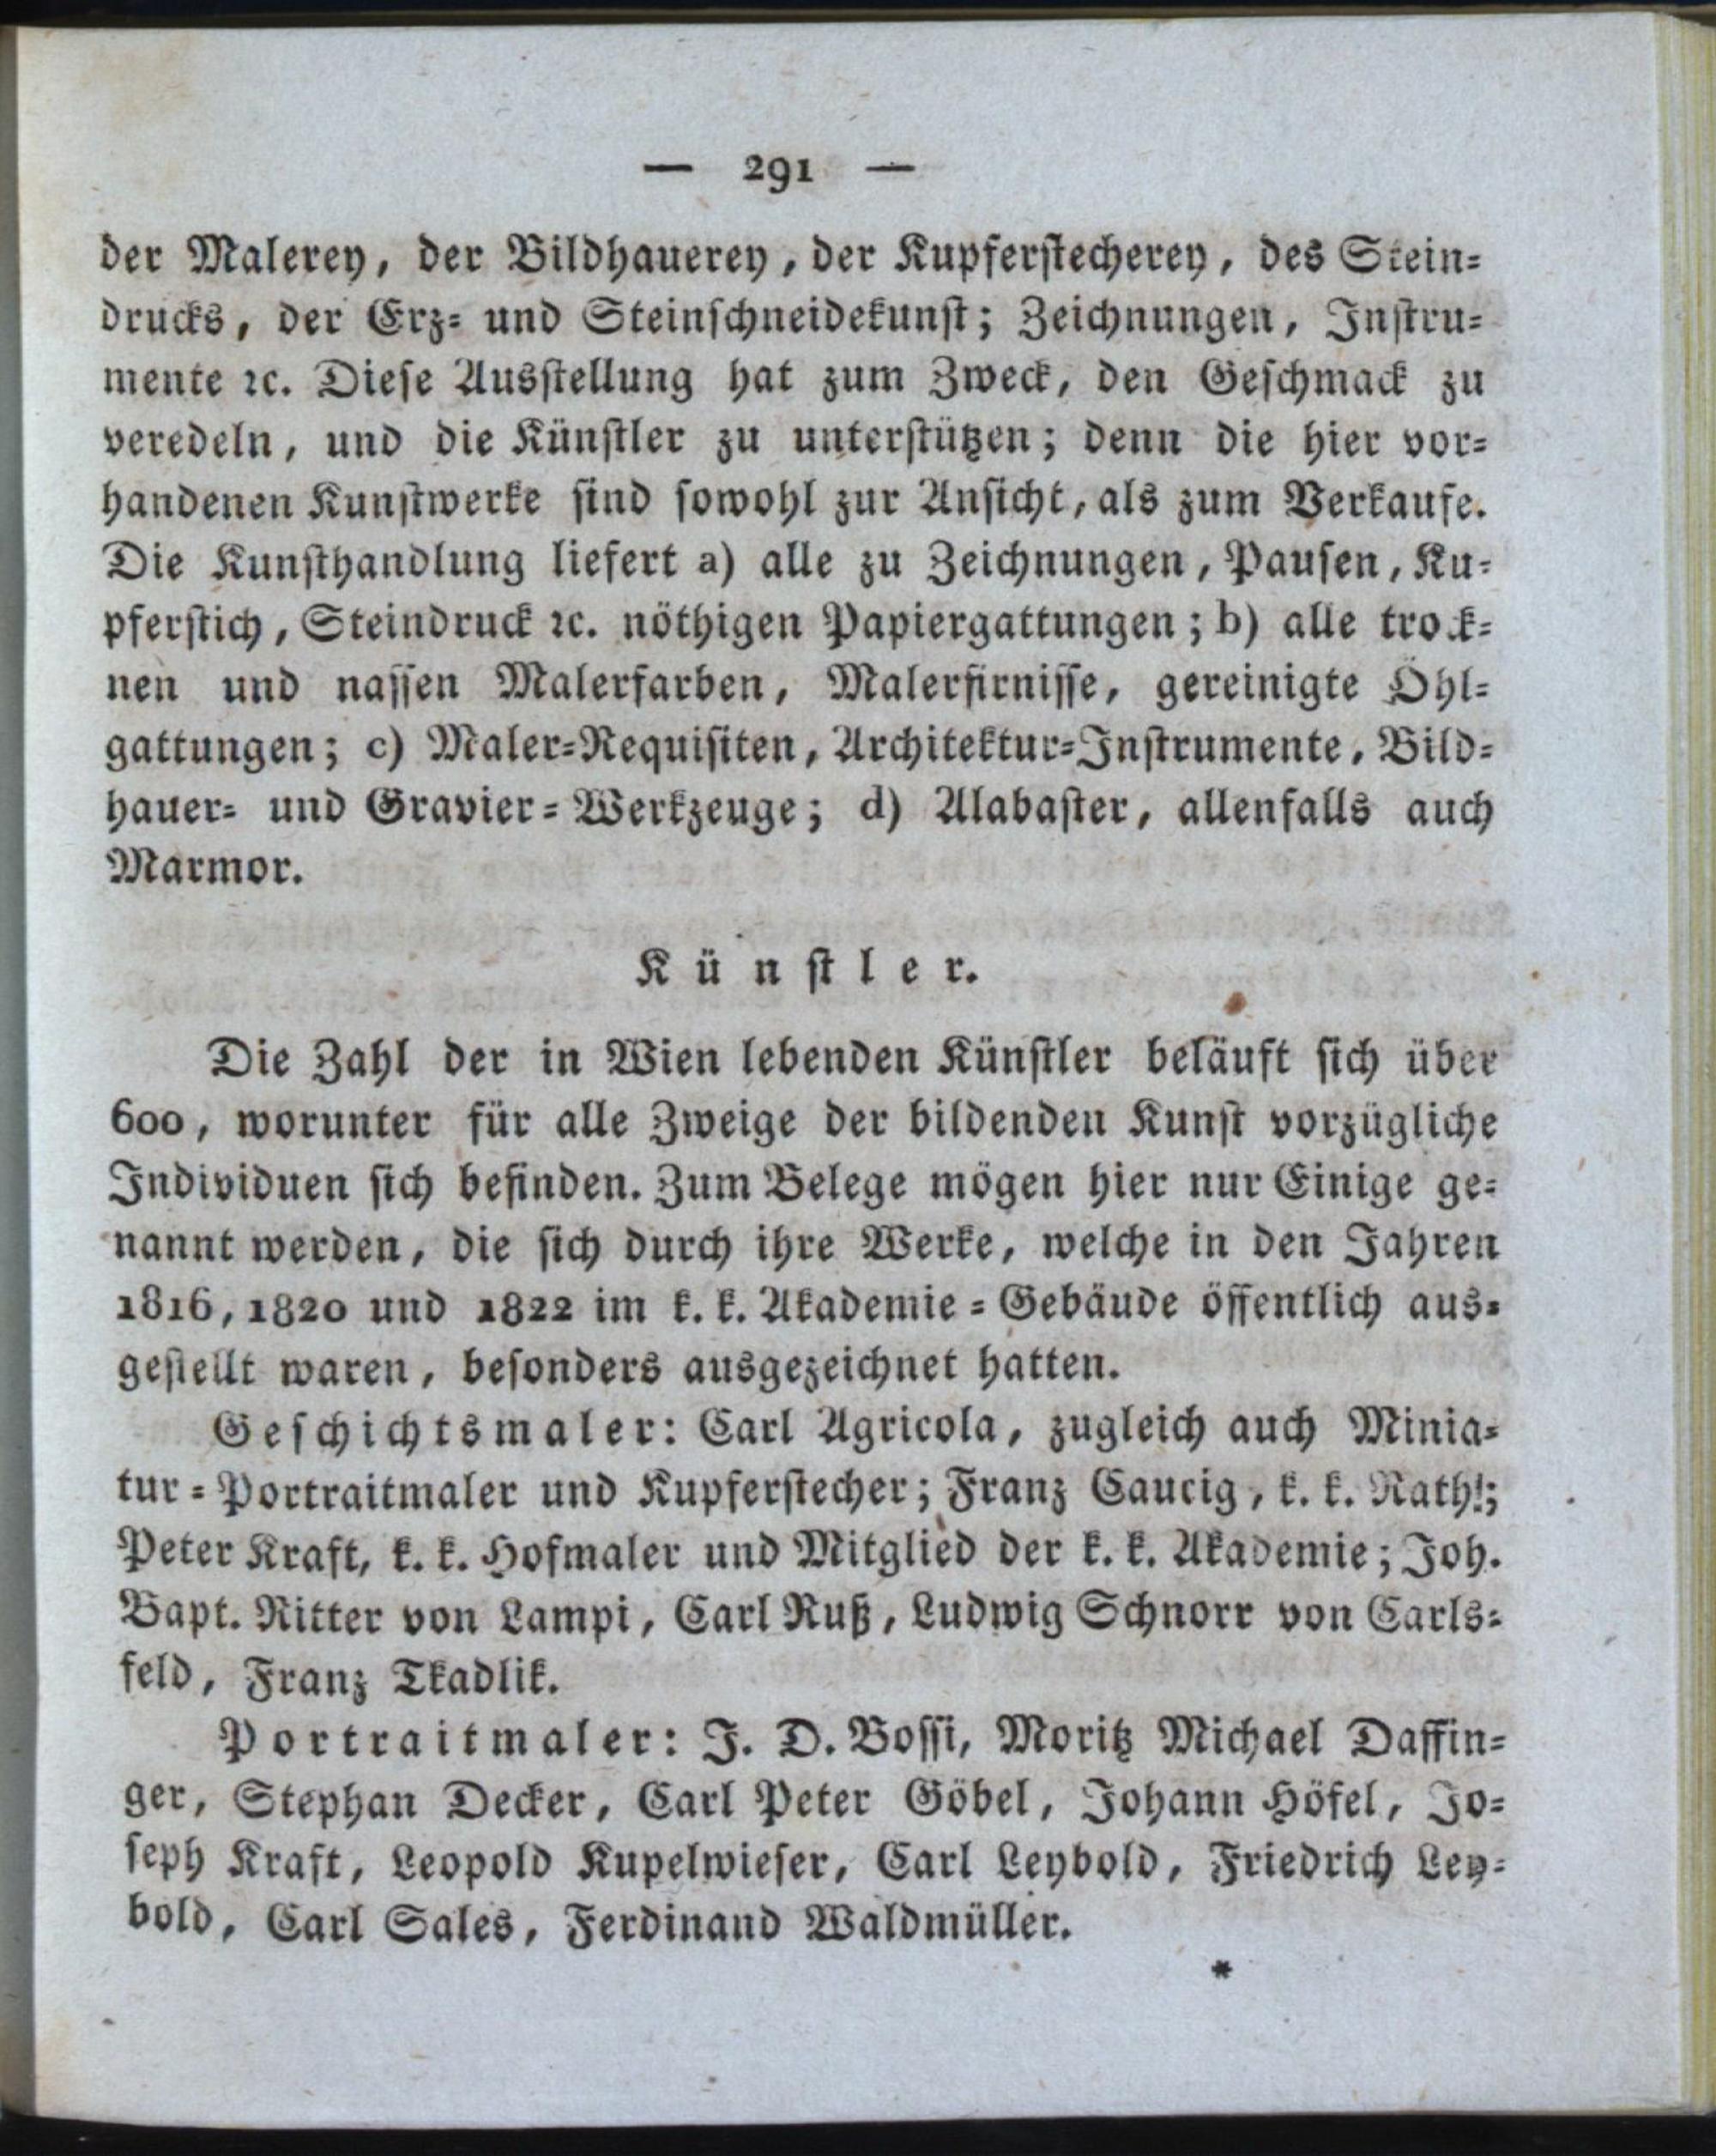 — 291 —
der Malerey, der Bildhauerey, der Kupferstecherey, des Stein-
drucks, der Erz- und Steinschneidekunst; Zeichnungen, Instru-
mente ꝛc. Diese Ausstellung hat zum Zweck, den Geschmack zu
veredeln, und die Künstler zu unterstützen; denn die hier vor-
handenen Kunstwerke sind sowohl zur Ansicht, als zum Verkaufe.
Die Kunsthandlung liefert a) alle zu Zeichnungen, Pausen, Ku-
pferstich, Steindruck ꝛc. nöthigen Papiergattungen; b) alle trock-
nen und nassen Malerfarben, Malerfirnisse, gereinigte Öhl-
gattungen; c) Maler-Requisiten, Architektur-Instrumente, Bild-
hauer- und Gravier-Werkzeuge; d) Alabaster, allenfalls auch
Marmor.
Künstler.
Die Zahl der in Wien lebenden Künstler beläuft sich über
600, worunter für alle Zweige der bildenden Kunst vorzügliche
Individuen sich befinden. Zum Belege mögen hier nur Einige ge-
nannt werden, die sich durch ihre Werke, welche in den Jahren
1816, 1820 und 1822 im k. k. Akademie-Gebäude öffentlich aus-
gestellt waren, besonders ausgezeichnet hatten.
Geschichtsmaler: Carl Agricola, zugleich auch Minia-
tur-Portraitmaler und Kupferstecher; Franz Caucig, k. k. Rath!;
Peter Kraft, k. k. Hofmaler und Mitglied der k. k. Akademie; Joh.
Bapt. Ritter von Lampi, Carl Ruß, Ludwig Schnorr von Carls-
feld, Franz Tkadlik.
Portraitmaler: J. D. Bossi, Moritz Michael Daffin-
ger, Stephan Decker, Carl Peter Göbel, Johann Höfel, Jo-
seph Kraft, Leopold Kupelwieser, Carl Leybold, Friedrich Ley-
bold, Carl Sales, Ferdinand Waldmüller.
*